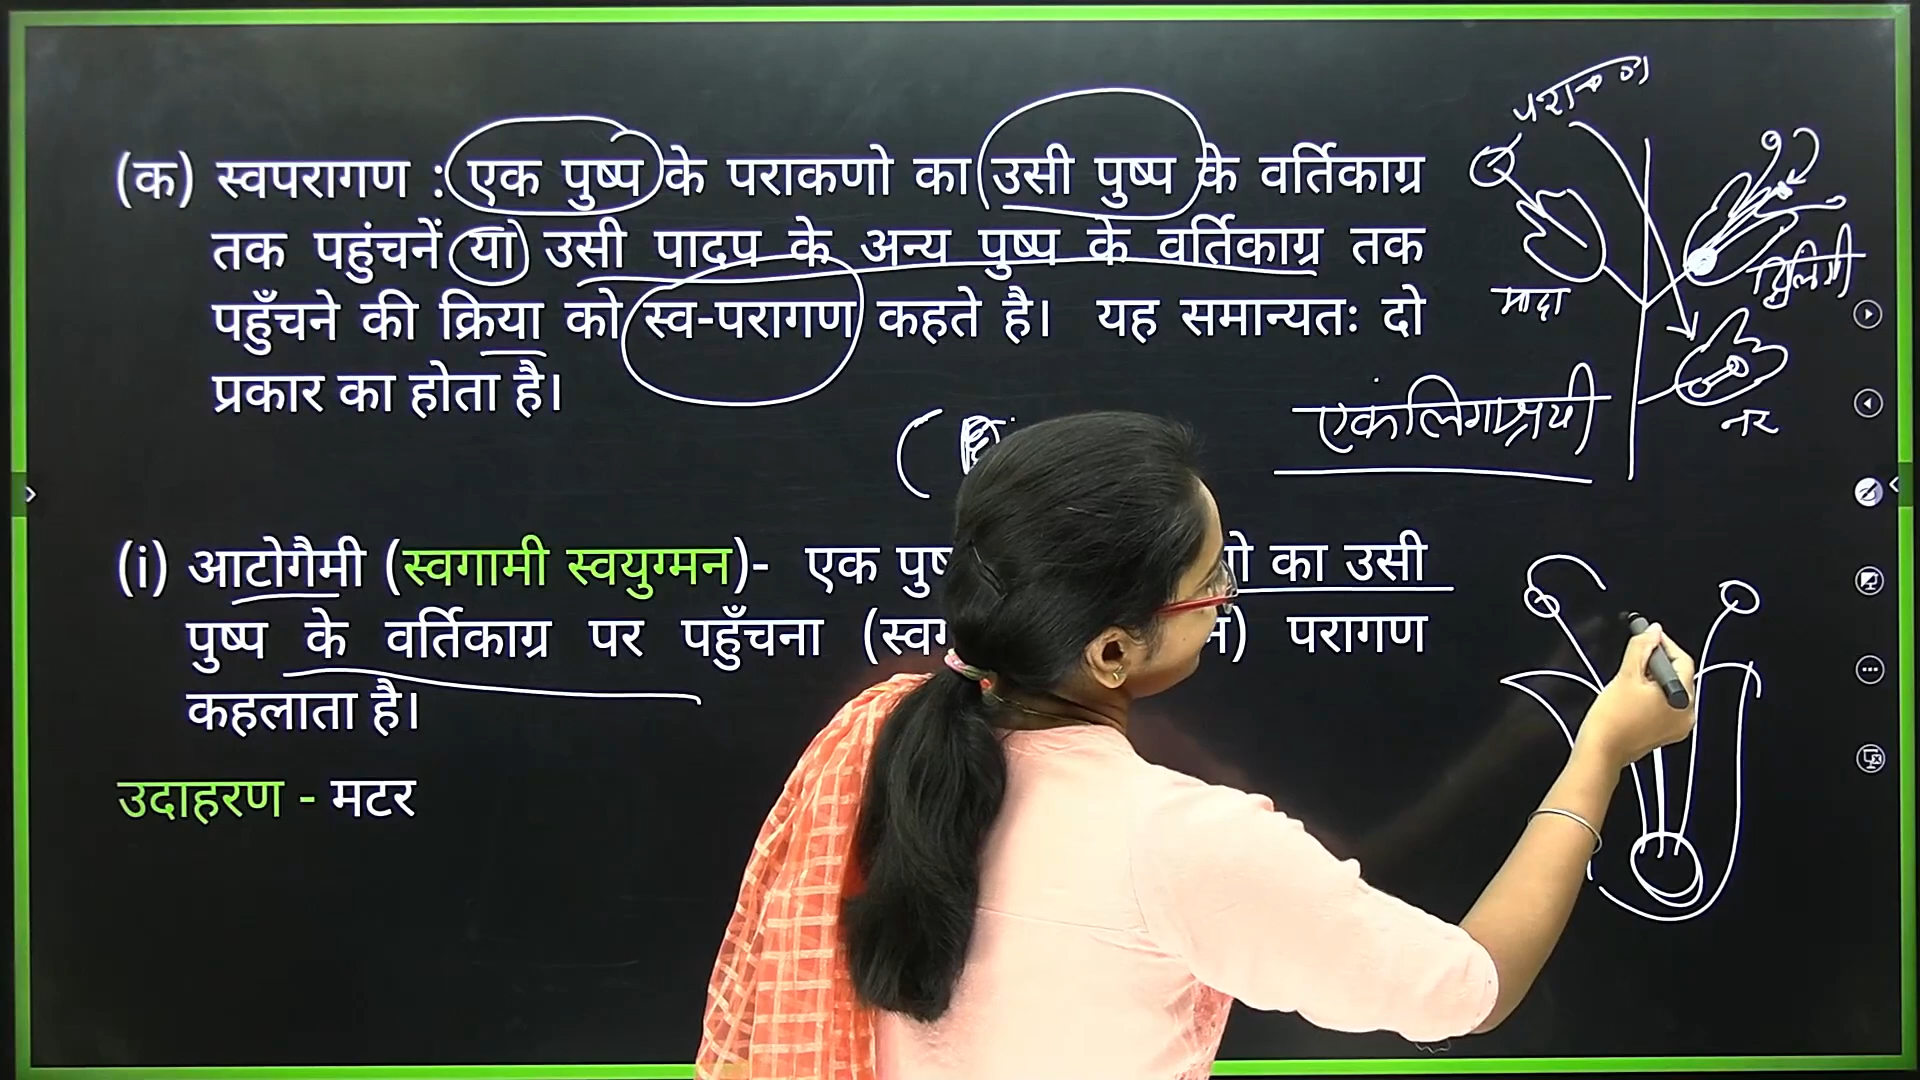 (क) स्वपरागण : एक पुष्प के पराकणो का उसी पुष्प के वर्तिकाग्र
तक पहुंचनें या उसी पादप के अन्य पुष्प के वर्तिकाग्र तक
पहुँचने की क्रिया को स्व-परागण कहते है। यह समान्यतः दो
प्रकार का होता है।
मादा
द्विलिंगी
नर
एकलिंगाश्रयी
(i) आटोगैमी (स्वगामी स्वयुग्मन)- एक का उसी
पुष्प के वर्तिकाग्र पर पहुँचना परागण
कहलाता है।
उदाहरण - मटर